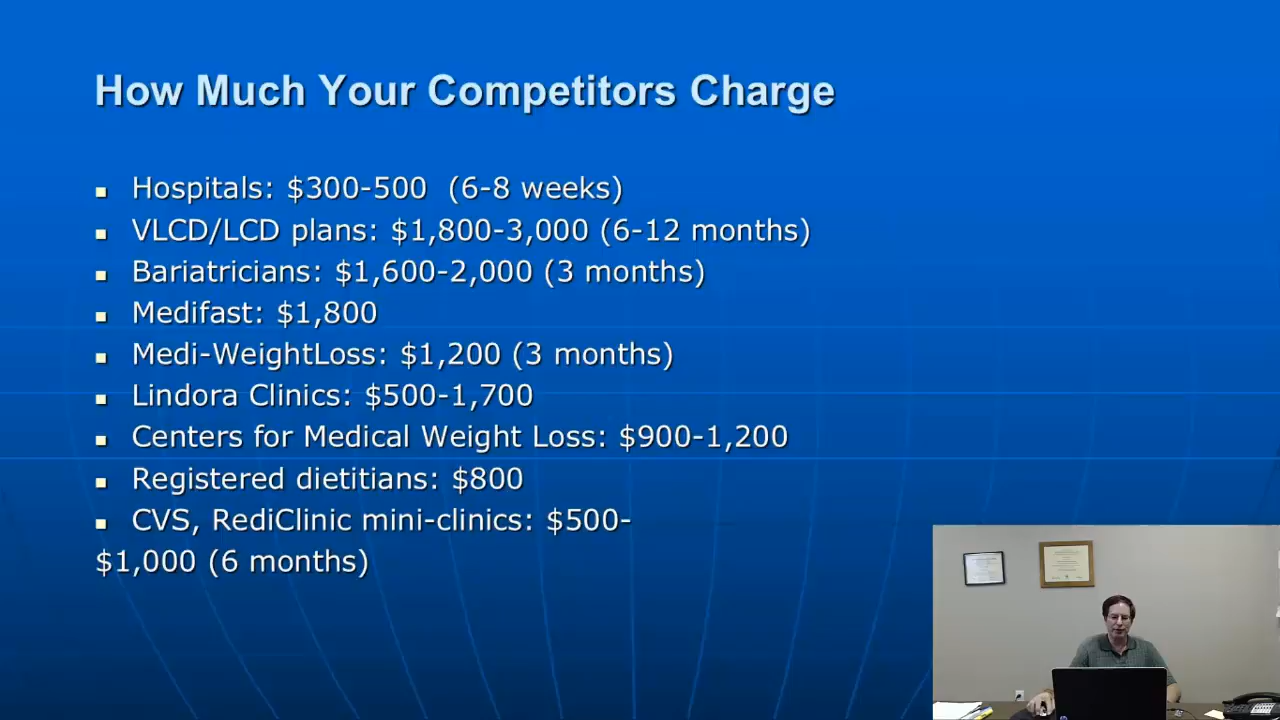 How Much Your Competitors Charge
Hospitals: $300-500 (6-8 weeks)
VLCD/LCD plans: $1,800-3,000 (6-12 months)
Bariatricians: $1,600-2,000 (3 months)
Medifast: $1,800
Medi-WeightLoss: $1,200 (3 months)
Lindora Clinics: $500-1,700
Centers for Medical Weight Loss: $900-1,200
Registered dietitians: $800
CVS, RediClinic mini-clinics: $500-
$1,000 (6 months)